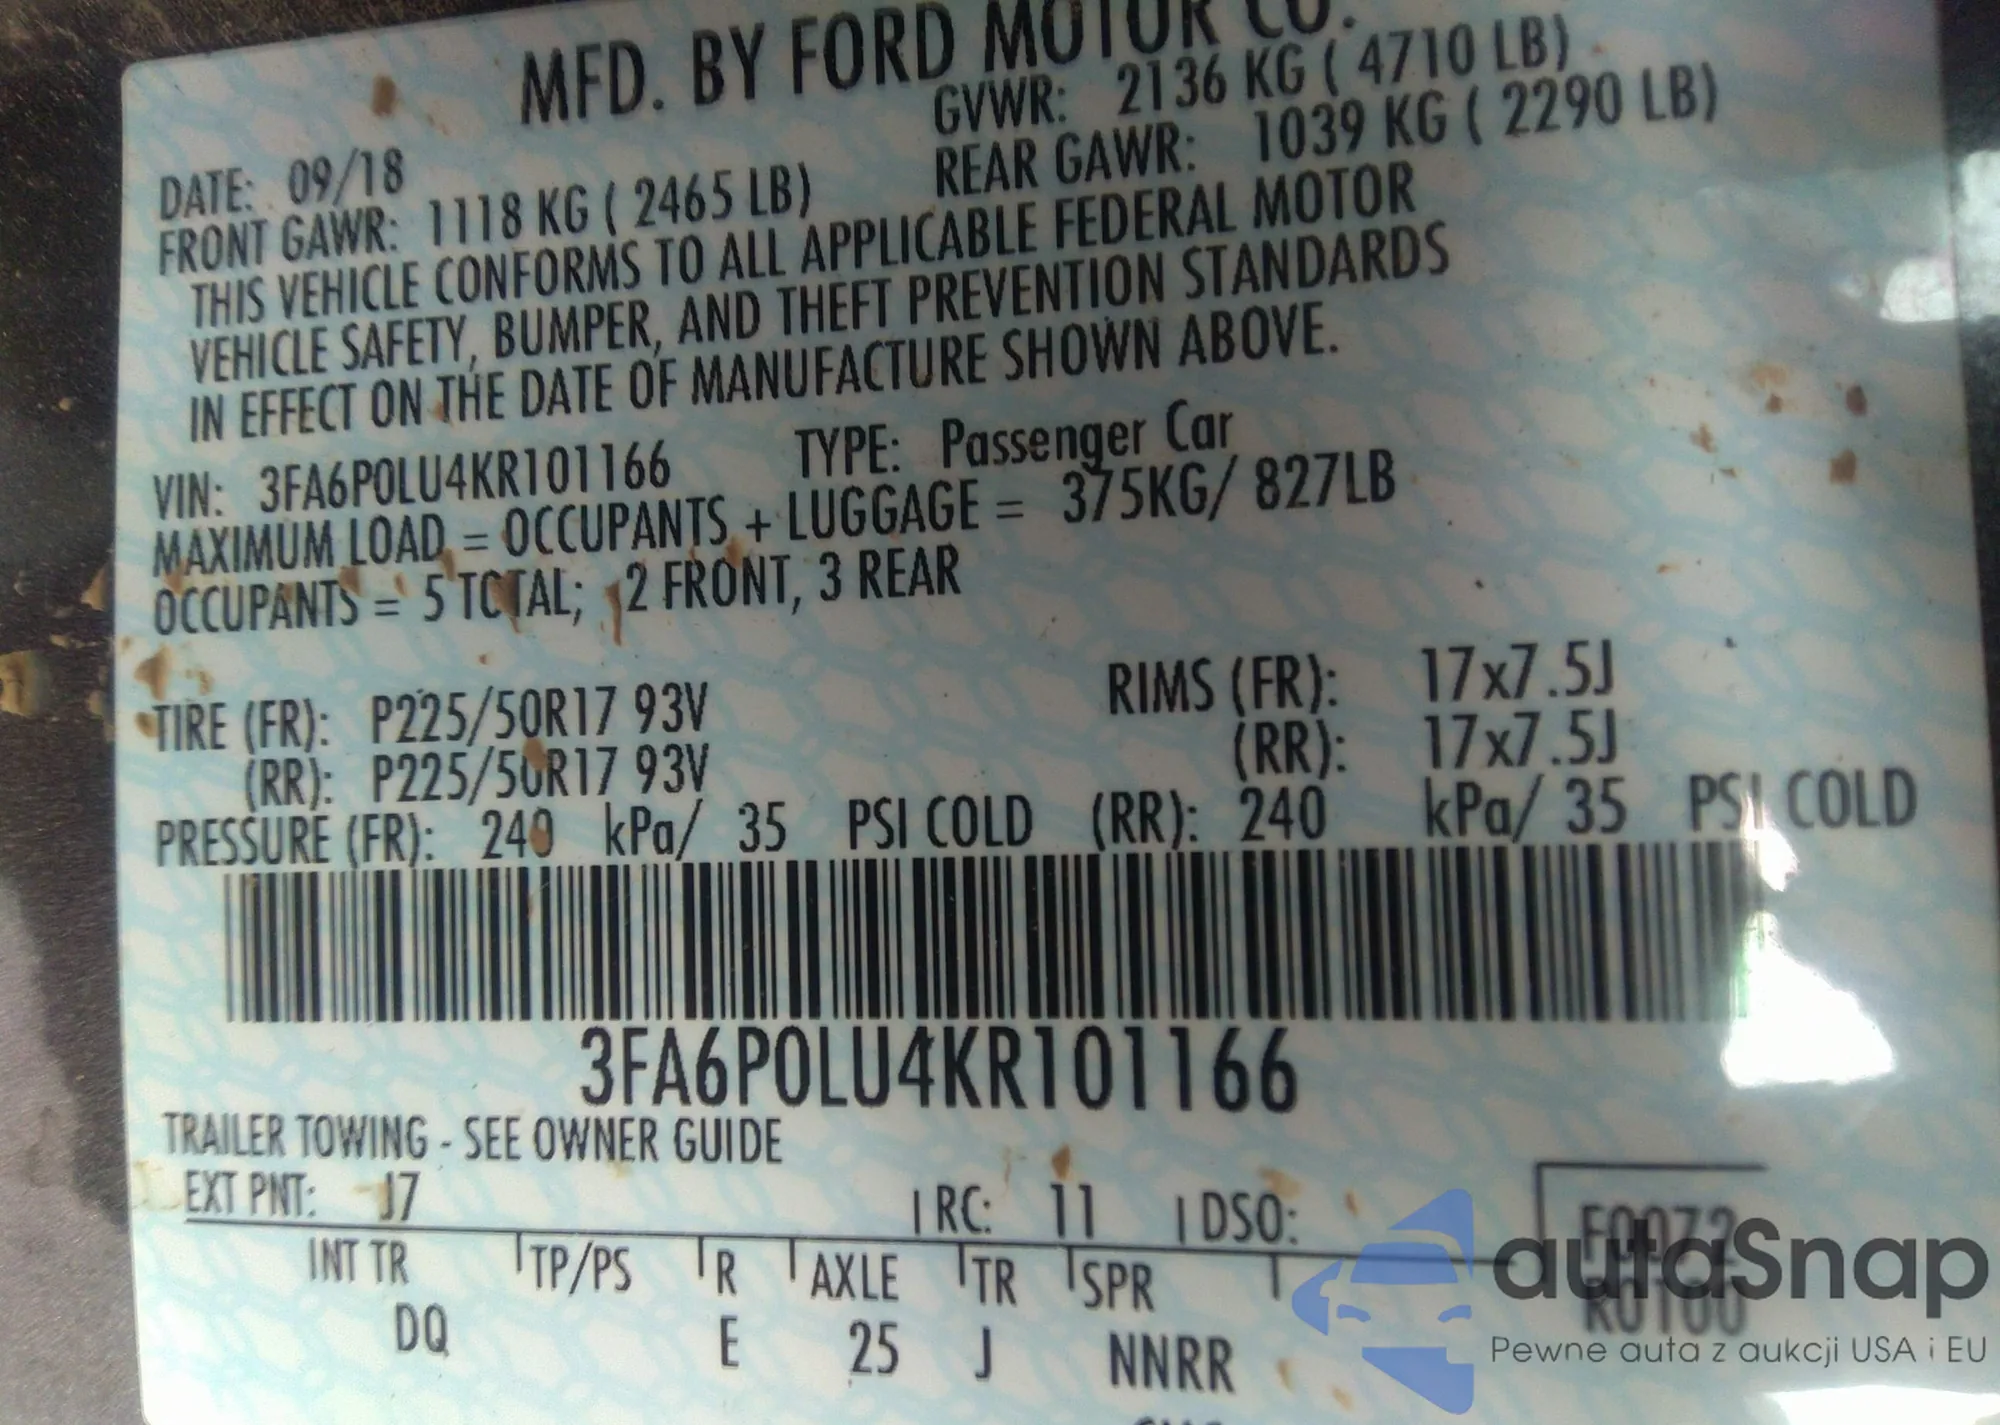 MFD. BY FORD MOTOR CO.
DATE: 09/18 GVWR: 2136 KG ( 4710 LB)
FRONT GAWR: 1118 KG ( 2465 LB) REAR GAWR: 1039 KG ( 2290 LB)
THIS VEHICLE CONFORMS TO ALL APPLICABLE FEDERAL MOTOR
VEHICLE SAFETY, BUMPER, AND THEFT PREVENTION STANDARDS
IN EFFECT ON THE DATE OF MANUFACTURE SHOWN ABOVE.
VIN: 3FA6P0LU4KR101166 TYPE: Passenger Car
MAXIMUM LOAD = OCCUPANTS + LUGGAGE = 375KG/ 827LB
OCCUPANTS = 5 TOTAL; 2 FRONT, 3 REAR
TIRE (FR): P225/50R17 93V RIMS (FR): 17x7.5J
(RR): P225/50R17 93V (RR): 17x7.5J
PRESSURE (FR): 240 kPa/ 35 PSI COLD (RR): 240 kPa/ 35 PSI COLD
3FA6P0LU4KR101166
TRAILER TOWING - SEE OWNER GUIDE
EXT PNT: J7 RC: 11 DSO:
INT TR TP/PS R AXLE TR SPR
DQ E 25 J NNRR
autaSnap
Pewne auta z aukcji USA i EU